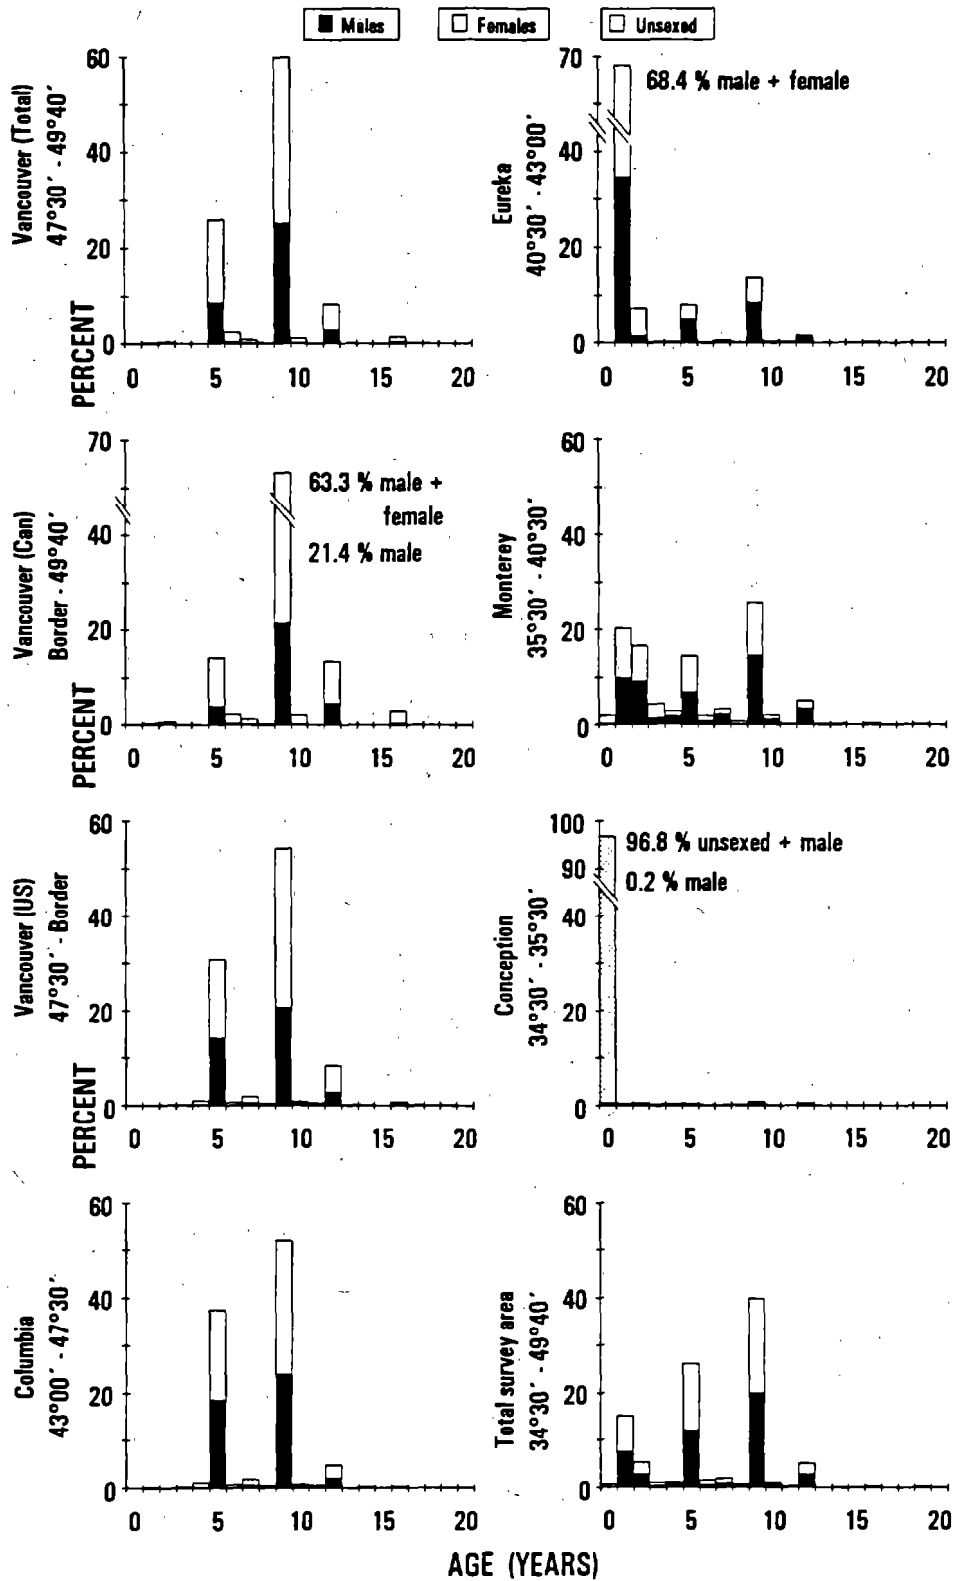 Males Females Unsexed
Vancouver (Total)
47°30´ - 49°40´
PERCENT
60
40
20
0
0 5 10 15 20
Eureka
40°30´ - 43°00´
70
40
20
0
68.4 % male + female
0 5 10 15 20
Vancouver (Can)
Border - 49°40´
PERCENT
70
40
20
0
63.3 % male +
female
21.4 % male
0 5 10 15 20
Monterey
35°30´ - 40°30´
60
40
20
0
0 5 10 15 20
Vancouver (US)
47°30´ - Border
PERCENT
60
40
20
0
0 5 10 15 20
Conception
34°30´ - 35°30´
100
90
40
20
0
96.8 % unsexed + male
0.2 % male
0 5 10 15 20
Columbia
43°00´ - 47°30´
60
40
20
0
0 5 10 15 20
Total survey area
34°30´ - 49°40´
60
40
20
0
0 5 10 15 20
AGE (YEARS)